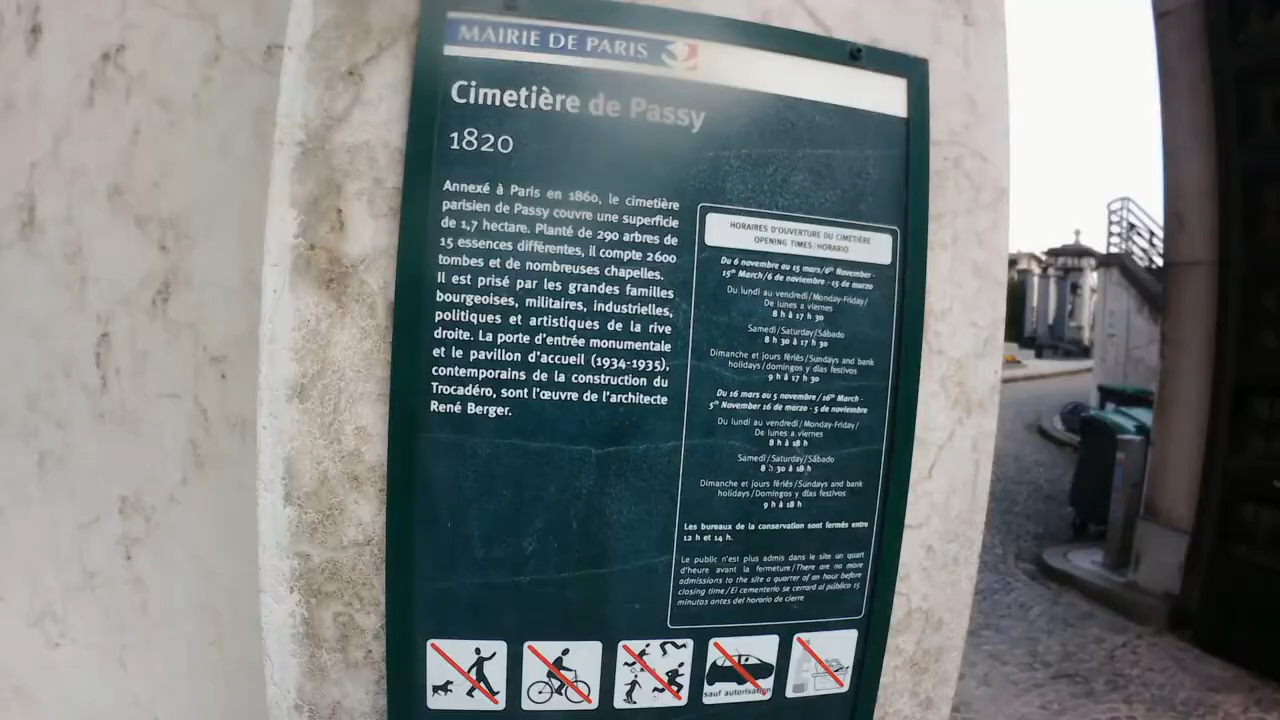 MAIRIE DE PARIS
Cimetière de Passy
1820
Annexé à Paris en 1860, le cimetière
parisien de Passy couvre une superficie
de 1,7 hectare. Planté de 290 arbres de
15 essences différentes, il compte 2600
tombes et de nombreuses chapelles.
Il est prisé par les grandes familles
bourgeoises, militaires, industrielles,
politiques et artistiques de la rive
droite. La porte d'entrée monumentale
et le pavillon d'accueil (1934-1935),
contemporains de la construction du
Trocadéro, sont l'œuvre de l'architecte
René Berger.
HORAIRES D'OUVERTURE DU CIMETIÈRE
OPENING TIMES/HORARIO
Du 6 novembre au 15 mars/6th November -
15th March/6 de noviembre - 15 de marzo
Du lundi au vendredi/Monday-Friday/
De lunes a viernes
8 h à 17 h 30
Samedi/Saturday/Sábado
8 h 30 à 17 h 30
Dimanche et jours fériés/Sundays and bank
holidays/domingos y días festivos
9 h à 17 h 30
Du 16 mars au 5 novembre/16th March -
5th November 16 de marzo - 5 de noviembre
Du lundi au vendredi/Monday-Friday/
De lunes a viernes
8 h à 18 h
Samedi/Saturday/Sábado
8 h 30 à 18 h
Dimanche et jours fériés/Sundays and bank
holidays/Domingos y días festivos
9 h à 18 h
Les bureaux de la conservation sont fermés entre
12 h et 14 h.
Le public n'est plus admis dans le site un quart
d'heure avant la fermeture/There are no more
admissions to the site a quarter of an hour before
closing time/El cementerio se cerrará al público 15
minutos antes del horario de cierre
sauf autorisation